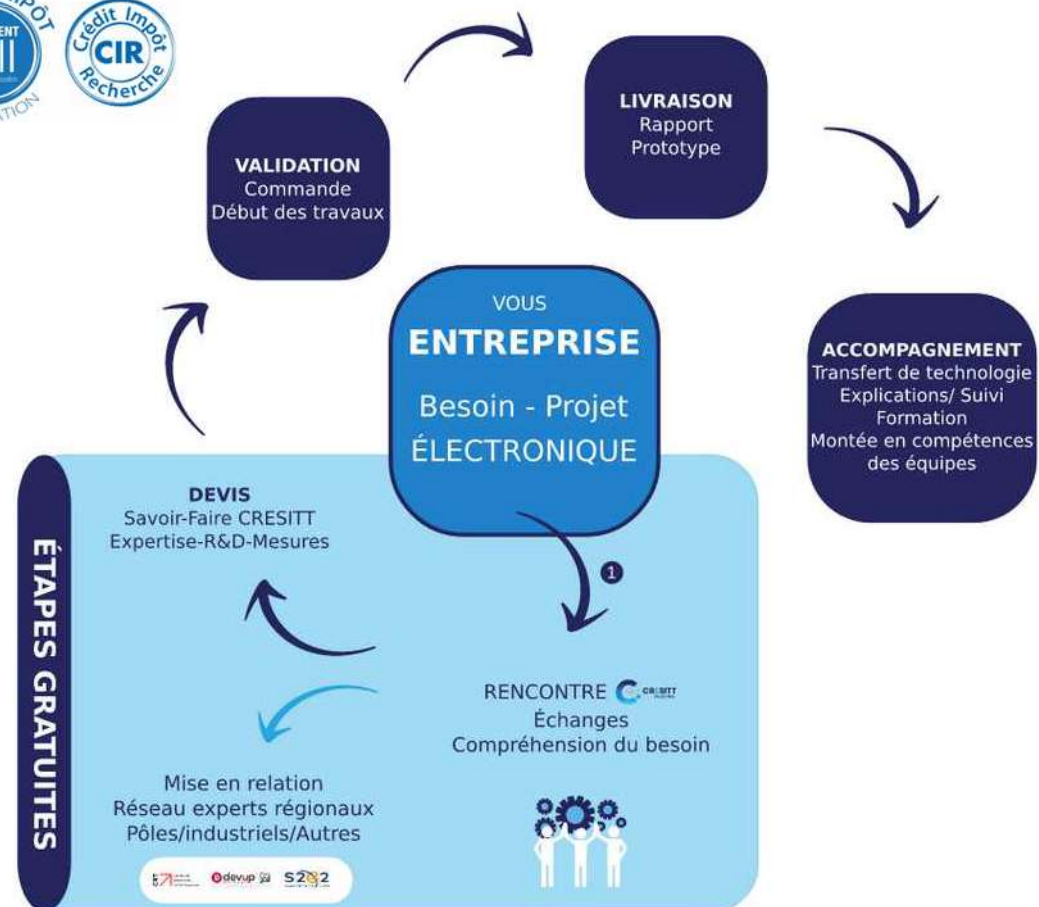 Crédit Impôt
CIR
Recherche
LIVRAISON
Rapport
Prototype
VALIDATION
Commande
Début des travaux
VOUS
ENTREPRISE
Besoin - Projet
ÉLECTRONIQUE
ACCOMPAGNEMENT
Transfert de technologie
Explications/ Suivi
Formation
Montée en compétences
des équipes
ÉTAPES GRATUITES
DEVIS
Savoir-Faire CRESITT
Expertise-R&D-Mesures
1
RENCONTRE CRESITT
Échanges
Compréhension du besoin
Mise en relation
Réseau experts régionaux
Pôles/industriels/Autres
devup
S2E2